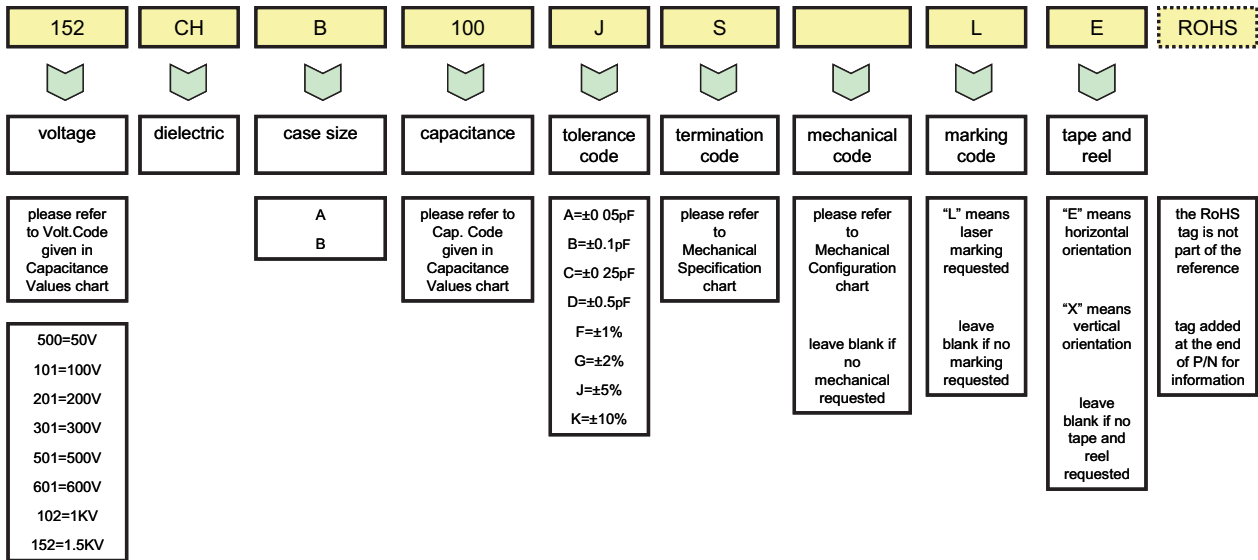 152
CH
B
100
J
S
L
E
ROHS
voltage
dielectric
case size
capacitance
tolerance
code
termination
code
mechanical
code
marking
code
tape and
reel
please refer
to Volt.Code
given in
Capacitance
Values chart
500=50V
101=100V
201=200V
301=300V
501=500V
601=600V
102=1KV
152=1.5KV
A
B
please refer to
Cap. Code
given in
Capacitance
Values chart
A=±0 05pF
B=±0.1pF
C=±0 25pF
D=±0.5pF
F=±1%
G=±2%
J=±5%
K=±10%
please refer
to
Mechanical
Specification
chart
please refer
to
Mechanical
Configuration
chart
leave blank if
no
mechanical
requested
“L” means
laser
marking
requested
leave
blank if no
marking
requested
“E” means
horizontal
orientation
“X” means
vertical
orientation
leave
blank if no
tape and
reel
requested
the RoHS
tag is not
part of the
reference
tag added
at the end
of P/N for
information